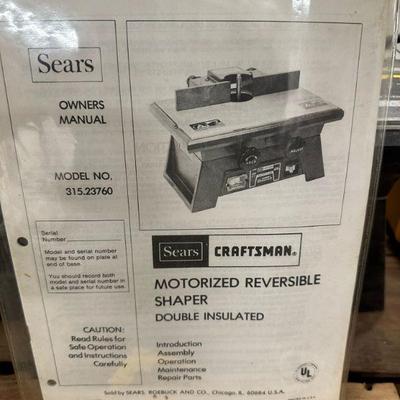 Sears
OWNERS
MANUAL
MODEL NO.
315.23760
Serial
Number
Model and serial number
may be found on plate at
end of base.
You should record both
model and serial number in
a safe place for future use.
CAUTION:
Read Rules for
Safe Operation
and Instructions
Carefully
Sears CRAFTSMAN®
MOTORIZED REVERSIBLE
SHAPER
DOUBLE INSULATED
Introduction
Assembly
Operation
Maintenance
Repair Parts
UL
Sold by SEARS, ROEBUCK AND CO., Chicago, IL. 60684 U.S.A.